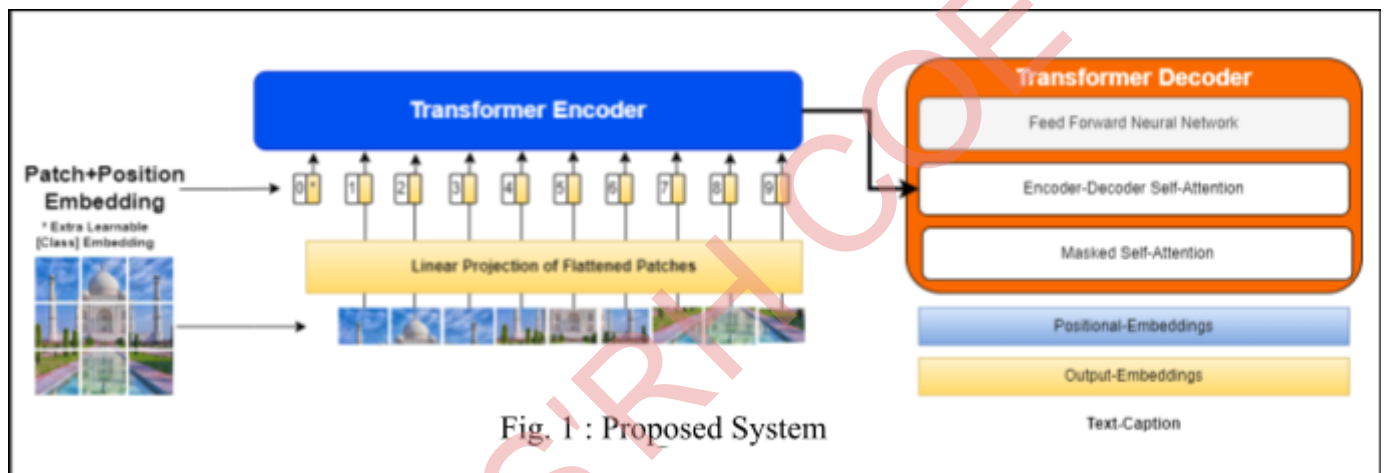 Transformer Encoder
Patch+Position
Embedding
* Extra Learnable
[Class] Embedding
0 * 1 2 3 4 5 6 7 8 9
Linear Projection of Flattened Patches
Transformer Decoder
Feed Forward Neural Network
Encoder-Decoder Self-Attention
Masked Self-Attention
Positional-Embeddings
Output-Embeddings
Text-Caption
Fig. 1 : Proposed System
S'RH COE